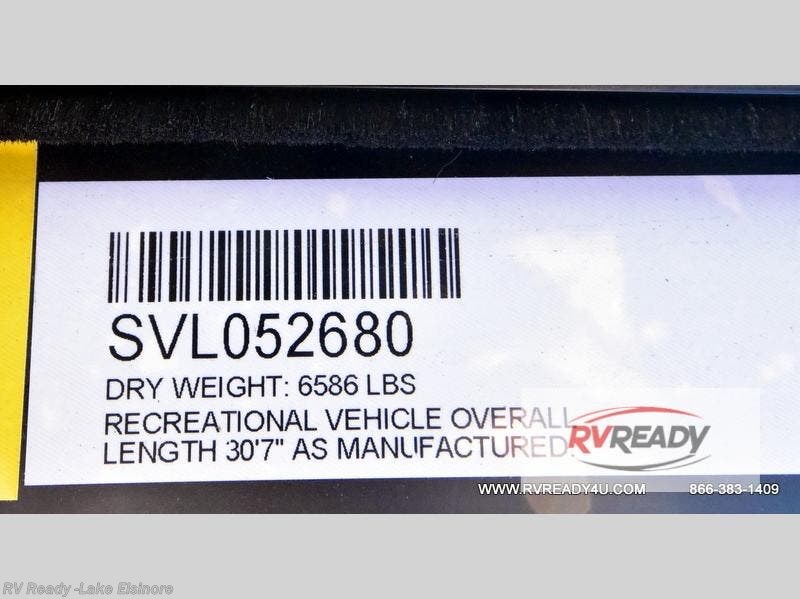 SVL052680
DRY WEIGHT: 6586 LBS
RECREATIONAL VEHICLE OVERALL
LENGTH 30'7" AS MANUFACTURED.
RVREADY
WWW.RVREADY4U.COM 866-383-1409
RV Ready -Lake Elsinore